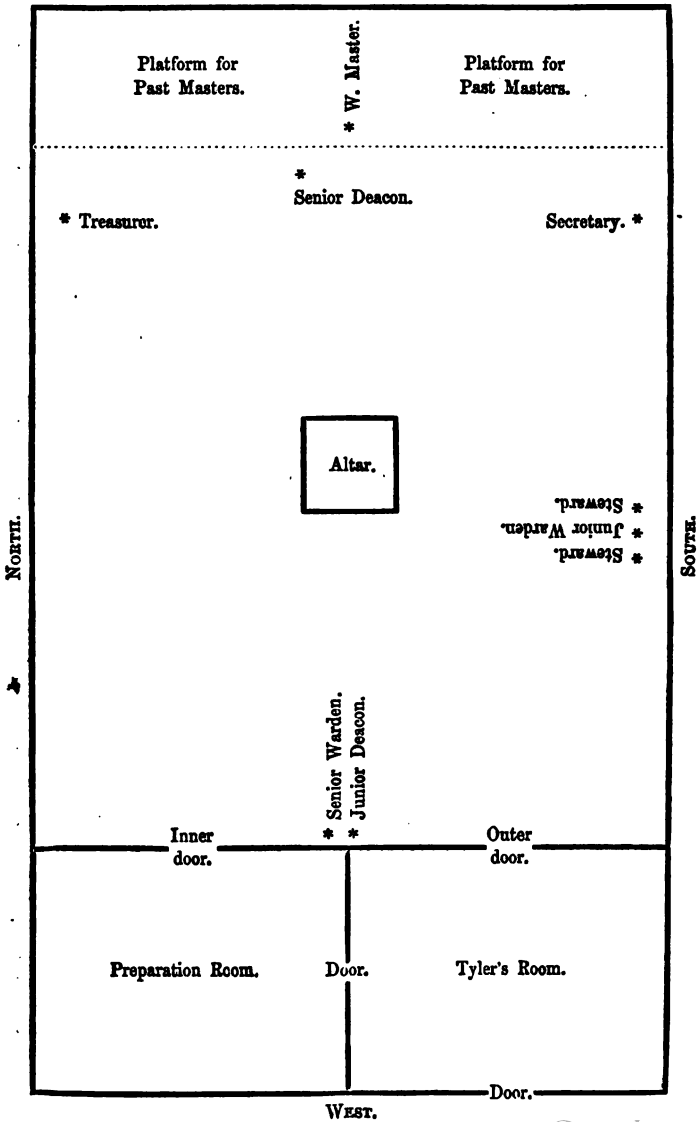 Platform for
Past Masters.
* W. Master.
Platform for
Past Masters.
*
Senior Deacon.
* Treasurer.
Secretary. *
Altar.
* Steward.
* Junior Warden.
* Steward.
NORTH.
SOUTH.
* Senior Warden.
* Junior Deacon.
Inner
door.
Outer
door.
Preparation Room.
Door.
Tyler's Room.
Door.
WEST.